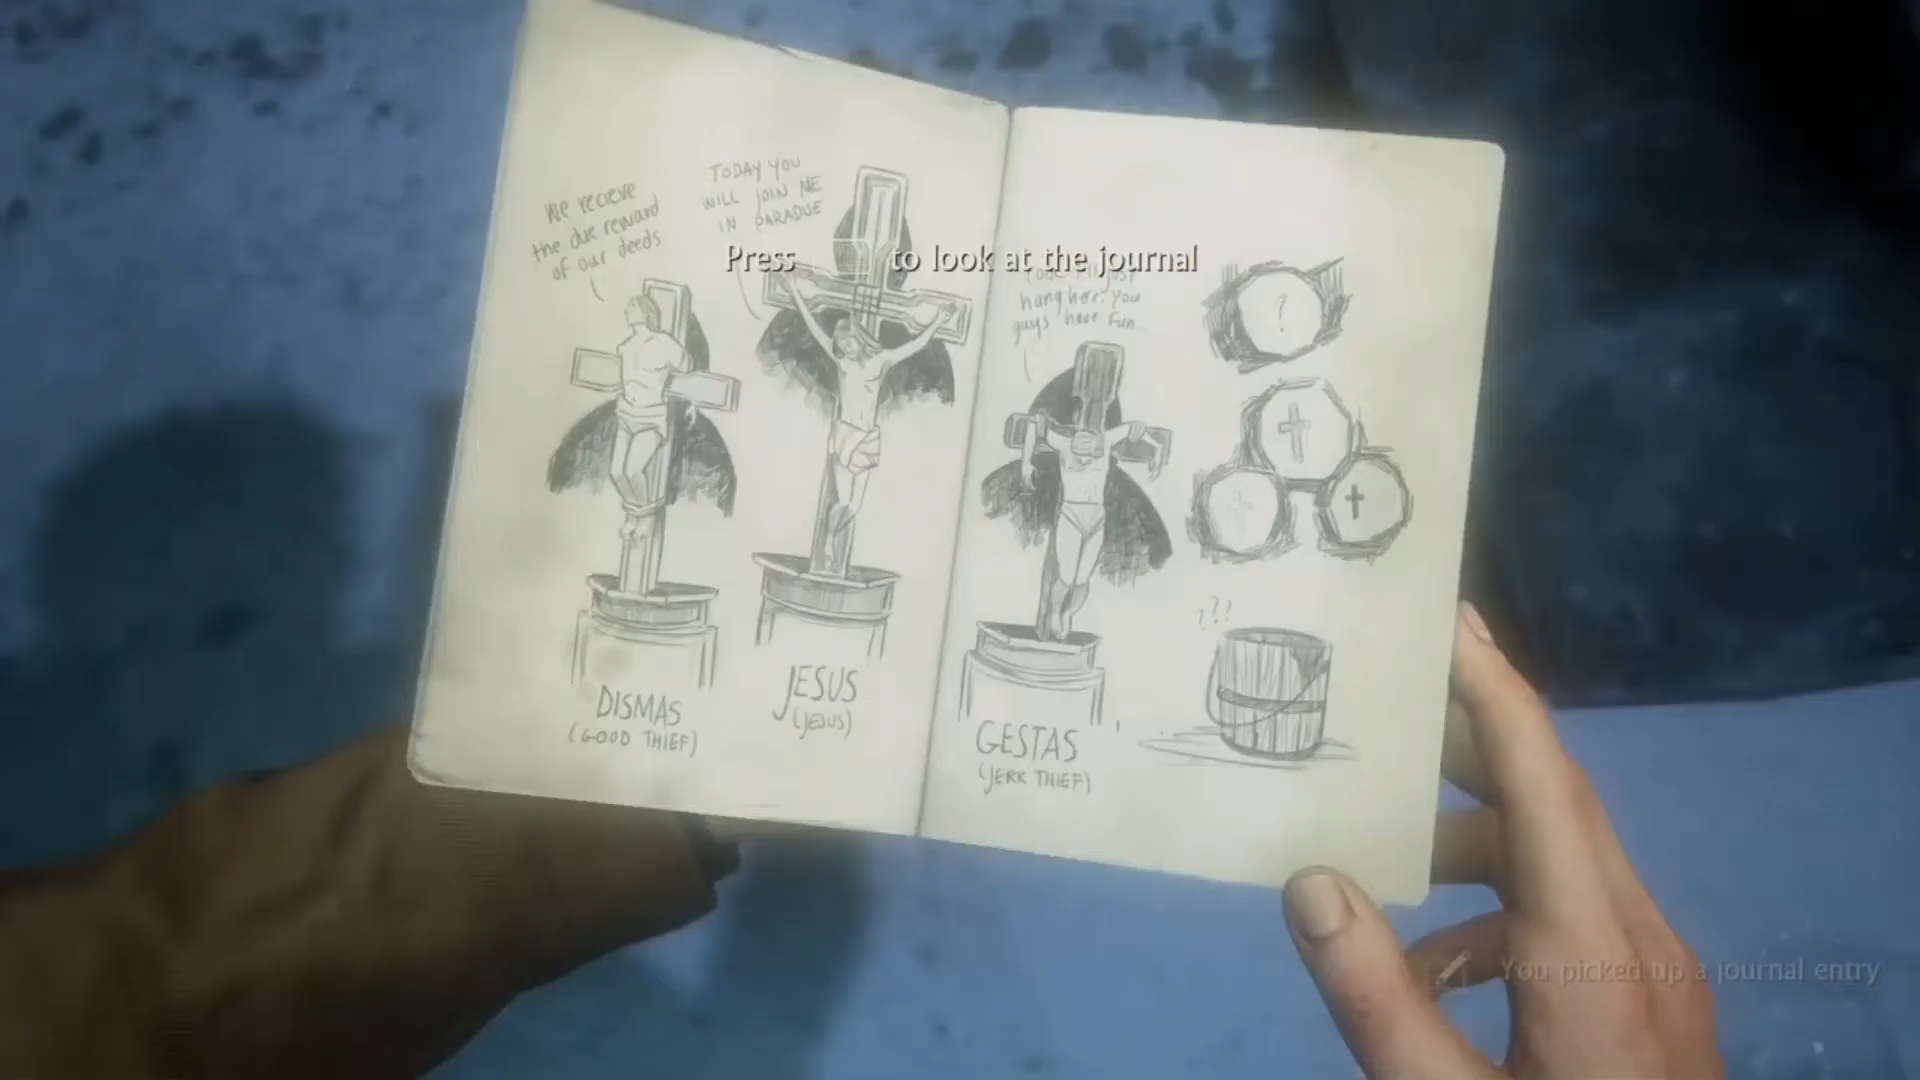 We recieve
the due reward
of our deeds
TODAY YOU
WILL JOIN ME
IN PARADISE
Press to look at the journal
just
hang here. You
guys have fun...
?
???
DISMAS
(GOOD THIEF)
JESUS
(JESUS)
GESTAS
(JERK THIEF)
You picked up a journal entry